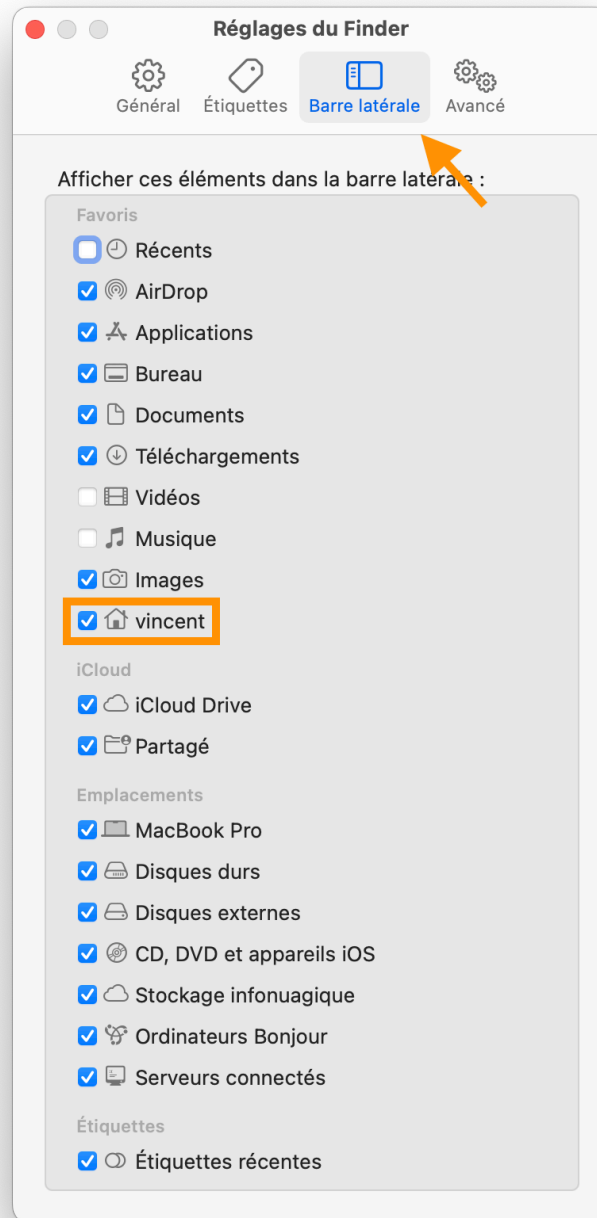 Réglages du Finder
Général Étiquettes Barre latérale Avancé
Afficher ces éléments dans la barre latérale :
Favoris
Récents
AirDrop
Applications
Bureau
Documents
Téléchargements
Vidéos
Musique
Images
vincent
iCloud
iCloud Drive
Partagé
Emplacements
MacBook Pro
Disques durs
Disques externes
CD, DVD et appareils iOS
Stockage infonuagique
Ordinateurs Bonjour
Serveurs connectés
Étiquettes
Étiquettes récentes